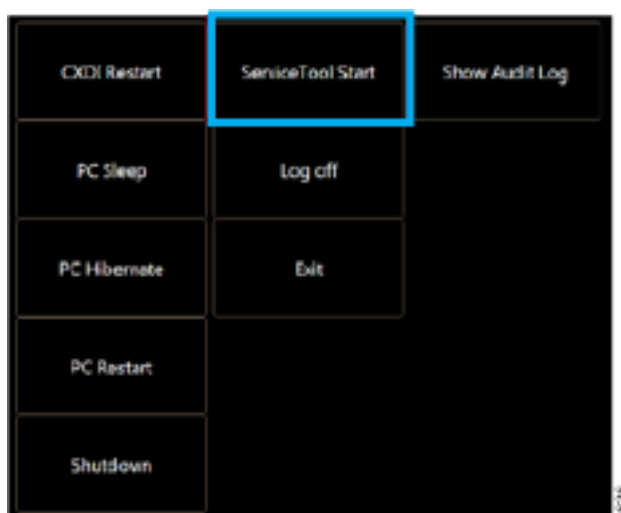 CXDI Restart
ServiceTool Start
Show Audit Log
PC Sleep
Log off
PC Hibernate
Exit
PC Restart
Shutdown